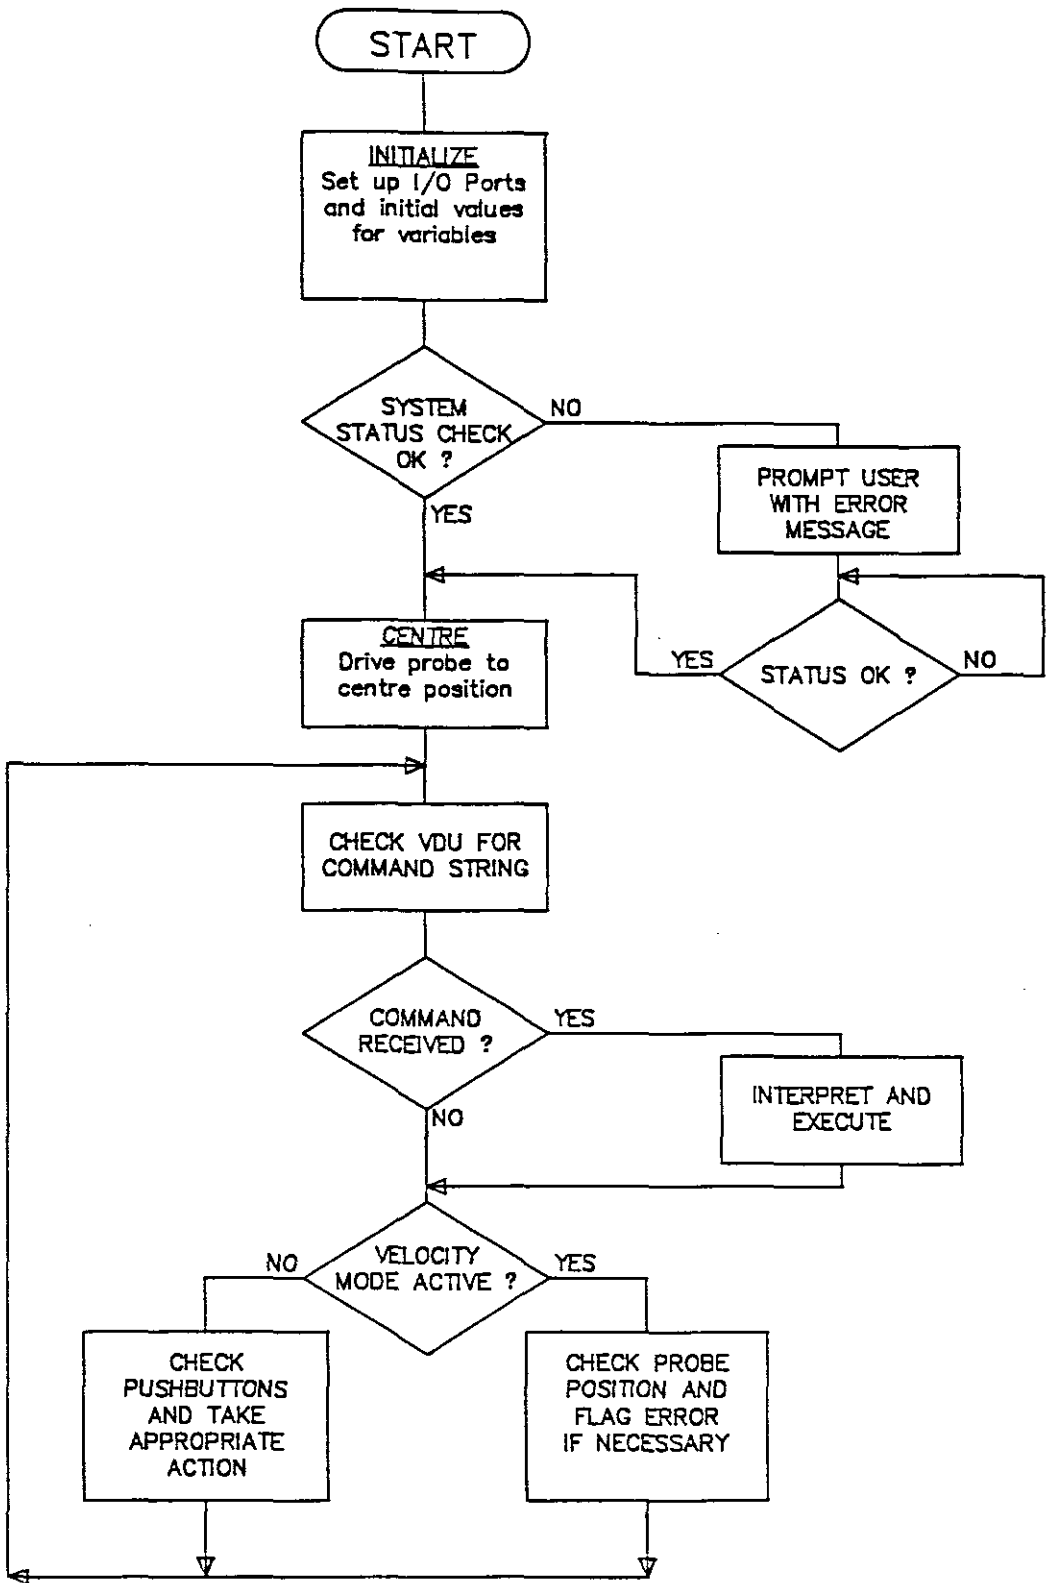 START
INITIALIZE
Set up I/O Ports
and initial values
for variables
SYSTEM
STATUS CHECK
OK ?
NO
YES
PROMPT USER
WITH ERROR
MESSAGE
CENTRE
Drive probe to
centre position
YES
STATUS OK ?
NO
CHECK VDU FOR
COMMAND STRING
COMMAND
RECEIVED ?
YES
NO
INTERPRET AND
EXECUTE
NO
VELOCITY
MODE ACTIVE ?
YES
CHECK
PUSHBUTTONS
AND TAKE
APPROPRIATE
ACTION
CHECK PROBE
POSITION AND
FLAG ERROR
IF NECESSARY